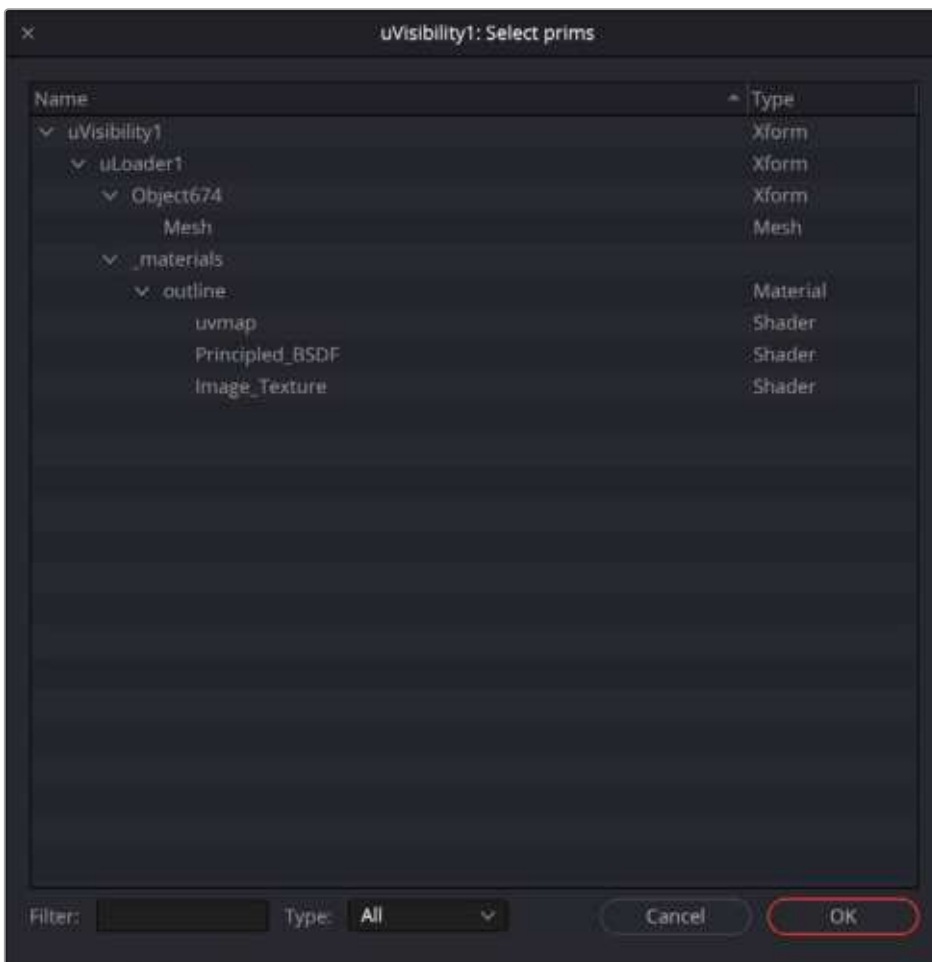 uVisibility1: Select prims
Name Type
uVisibility1 Xform
uLoader1 Xform
Object674 Xform
Mesh Mesh
_materials
outline Material
uvmap Shader
Principled_BSDF Shader
Image_Texture Shader
Filter: Type: All Cancel OK